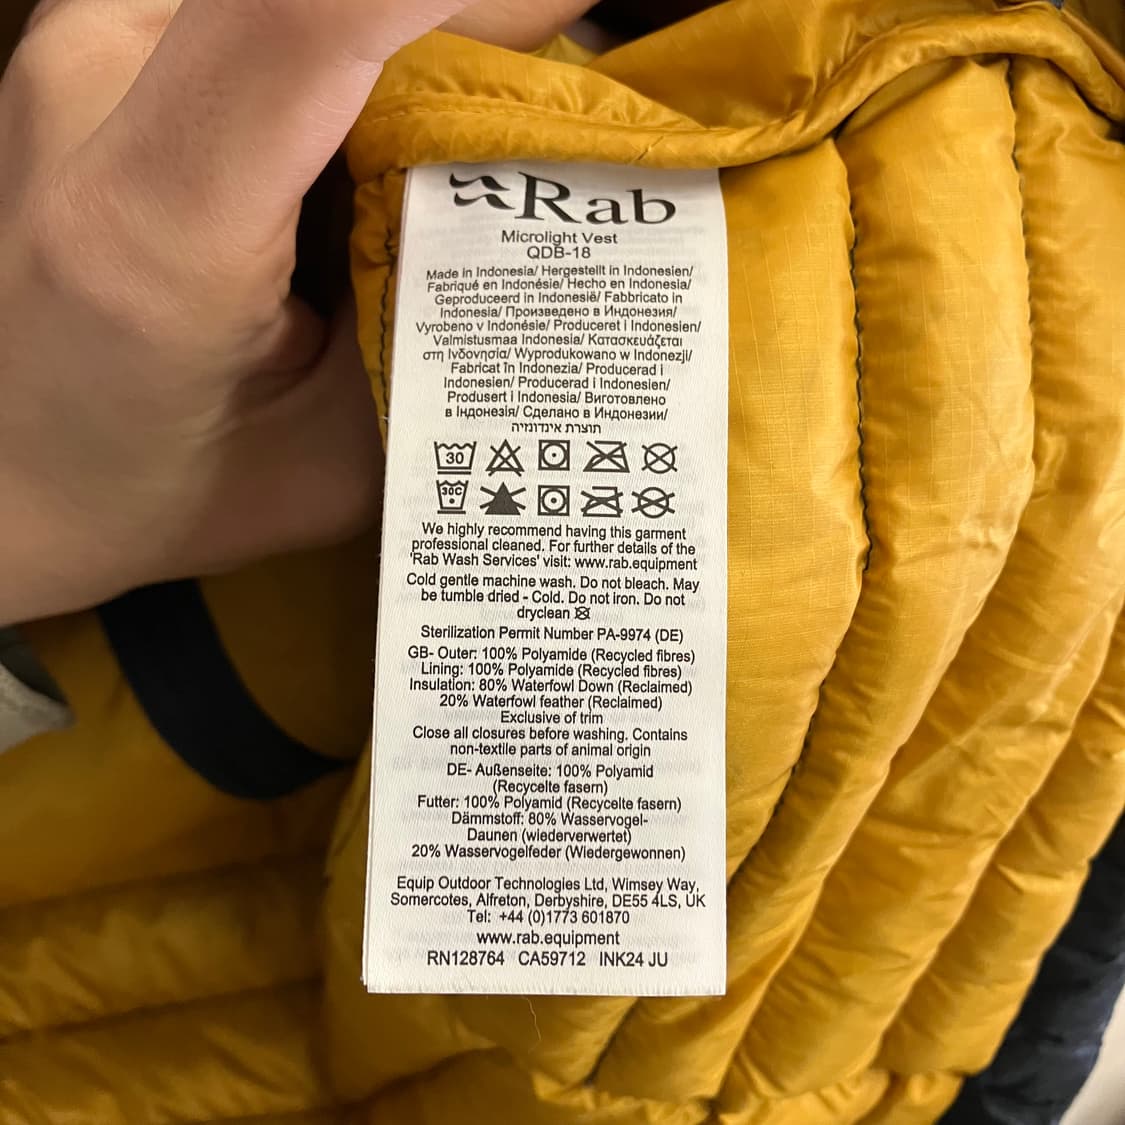 Rab
Microlight Vest
QDB-18
Made in Indonesia/ Hergestellt in Indonesien/
Fabriqué en Indonésie/ Hecho en Indonesia/
Geproduceerd in Indonesië/ Fabbricato in
Indonesia/ Произведено в Индонезия/
Vyrobeno v Indonésie/ Produceret i Indonesien/
Valmistusmaa Indonesia/ Κατασκευάζεται
στη Ινδονησία/ Wyprodukowano w Indonezji/
Fabricat în Indonezia/ Producerad i
Indonesien/ Producerad i Indonesien/
Produsert i Indonesia/ Виготовлено
в Індонезія/ Сделано в Индонезии/
תוצרת אינדונזיה
30
30C
We highly recommend having this garment
professional cleaned. For further details of the
'Rab Wash Services' visit: www.rab.equipment
Cold gentle machine wash. Do not bleach. May
be tumble dried - Cold. Do not iron. Do not
dryclean
Sterilization Permit Number PA-9974 (DE)
GB- Outer: 100% Polyamide (Recycled fibres)
Lining: 100% Polyamide (Recycled fibres)
Insulation: 80% Waterfowl Down (Reclaimed)
20% Waterfowl feather (Reclaimed)
Exclusive of trim
Close all closures before washing. Contains
non-textile parts of animal origin
DE- Außenseite: 100% Polyamid
(Recycelte fasern)
Futter: 100% Polyamid (Recycelte fasern)
Dämmstoff: 80% Wasservogel-
Daunen (wiederverwertet)
20% Wasservogelfeder (Wiedergewonnen)
Equip Outdoor Technologies Ltd, Wimsey Way,
Somercotes, Alfreton, Derbyshire, DE55 4LS, UK
Tel: +44 (0)1773 601870
www.rab.equipment
RN128764 CA59712 INK24 JU